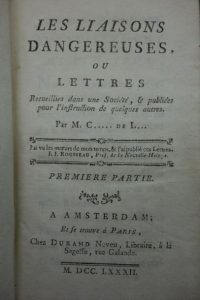 LES LIAISONS
DANGEREUSES,
OU
LETTRES
Recueillies dans une Société, & publiées
pour l'instruction de quelques autres.
Par M. C..... DE L...
J'ai vu les mœurs de mon temps, & j'ai publié ces Lettres.
J. J. ROUSSEAU, Préf. de la Nouvelle Héloïse.
PREMIERE PARTIE.
A AMSTERDAM;
Et se trouve à PARIS,
Chez DURAND Neveu, Libraire, à la
Sagesse, rue Galande.
M. DCC. LXXXII.